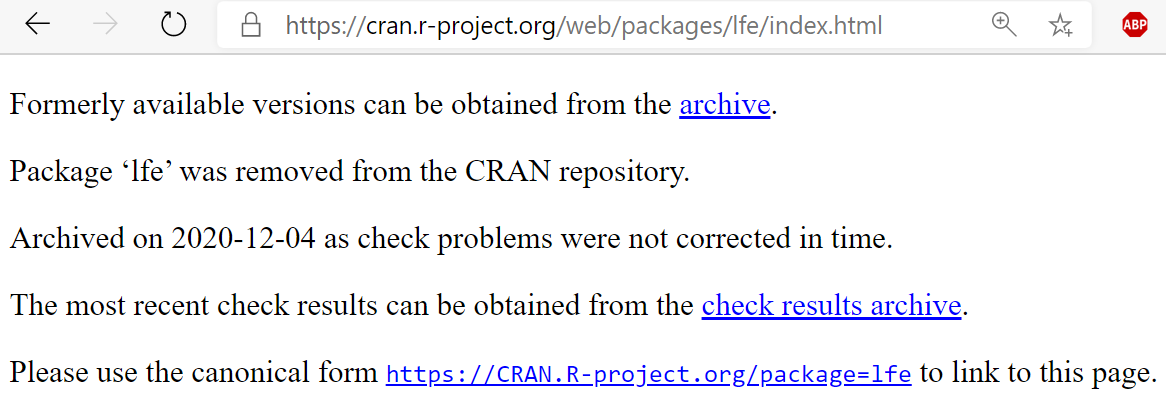 https://cran.r-project.org/web/packages/lfe/index.html
ABP
Formerly available versions can be obtained from the archive.
Package ‘lfe’ was removed from the CRAN repository.
Archived on 2020-12-04 as check problems were not corrected in time.
The most recent check results can be obtained from the check results archive.
Please use the canonical form https://CRAN.R-project.org/package=lfe to link to this page.